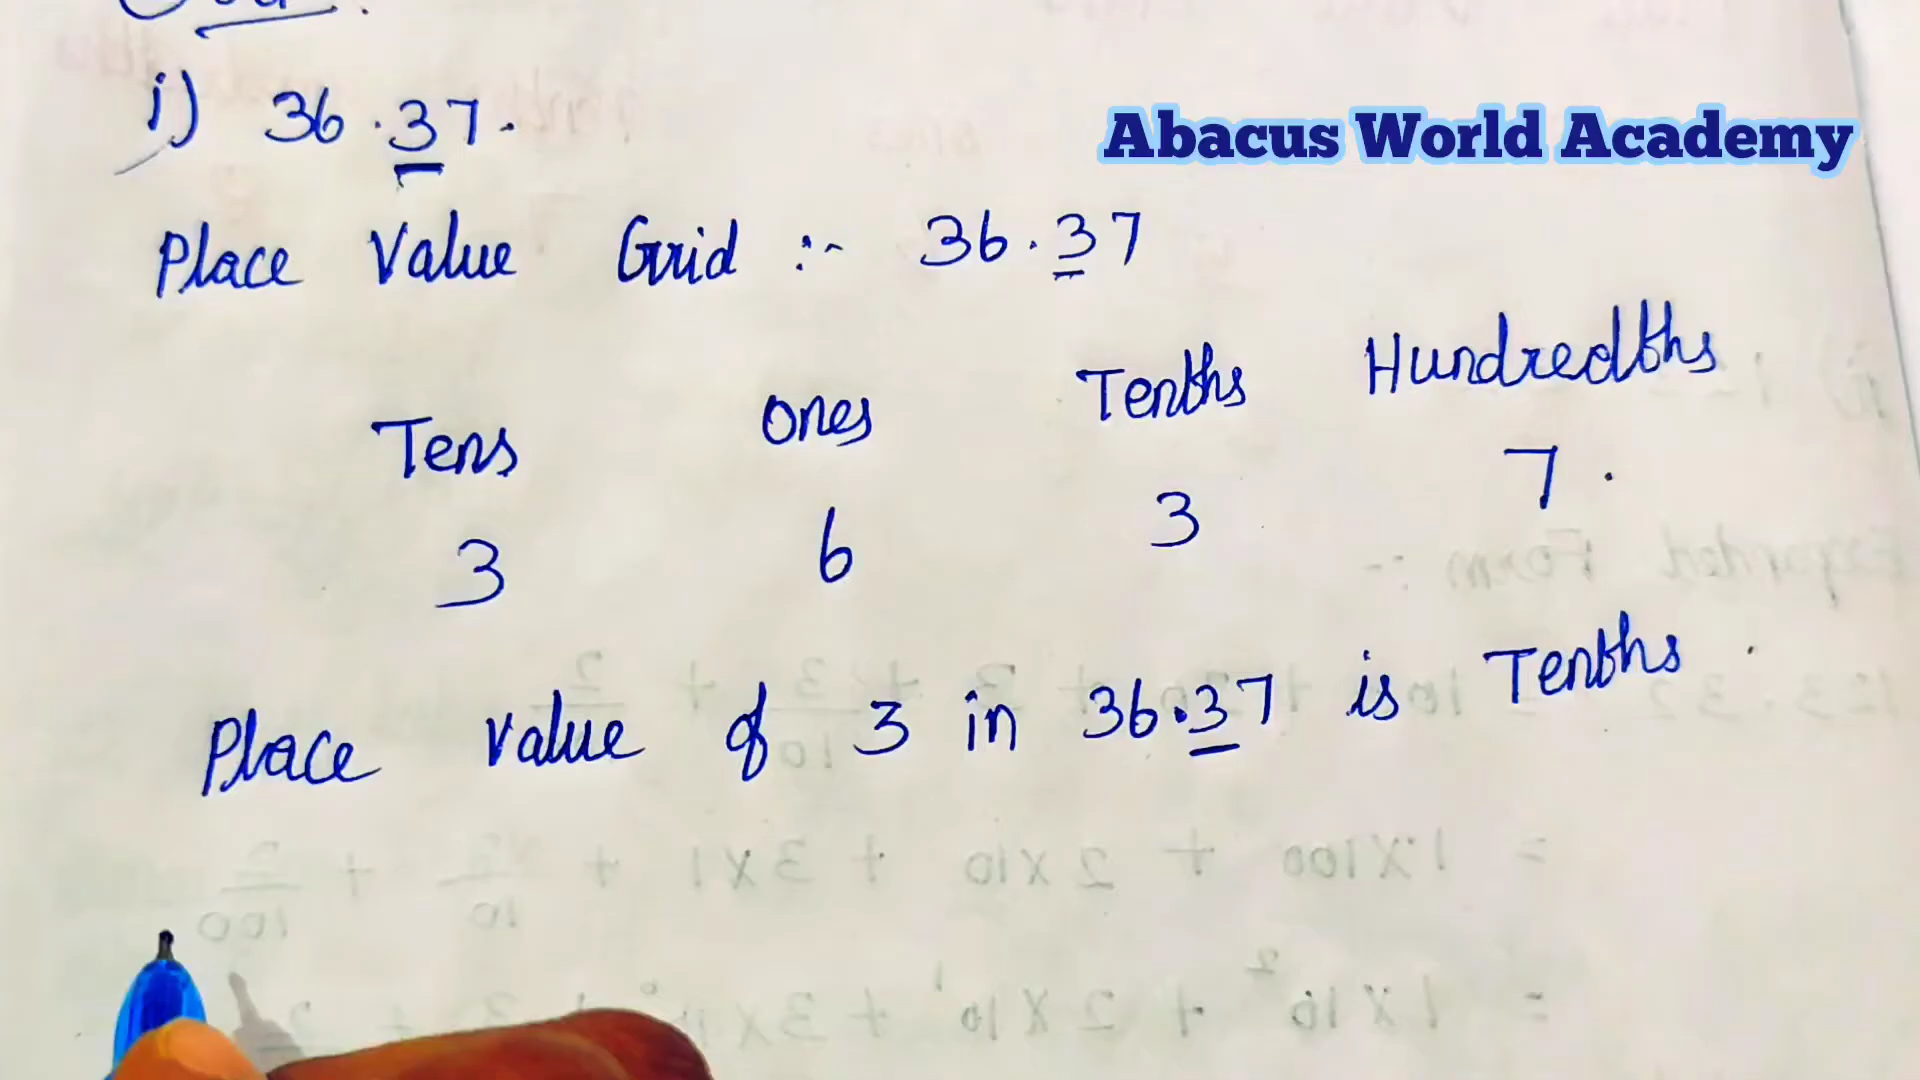 i) 36.37.
Abacus World Academy
Place Value Grid :- 36.37
Tens Ones Tenths Hundredths
3 6 3 7.
Place Value of 3 in 36.37 is Tenths.